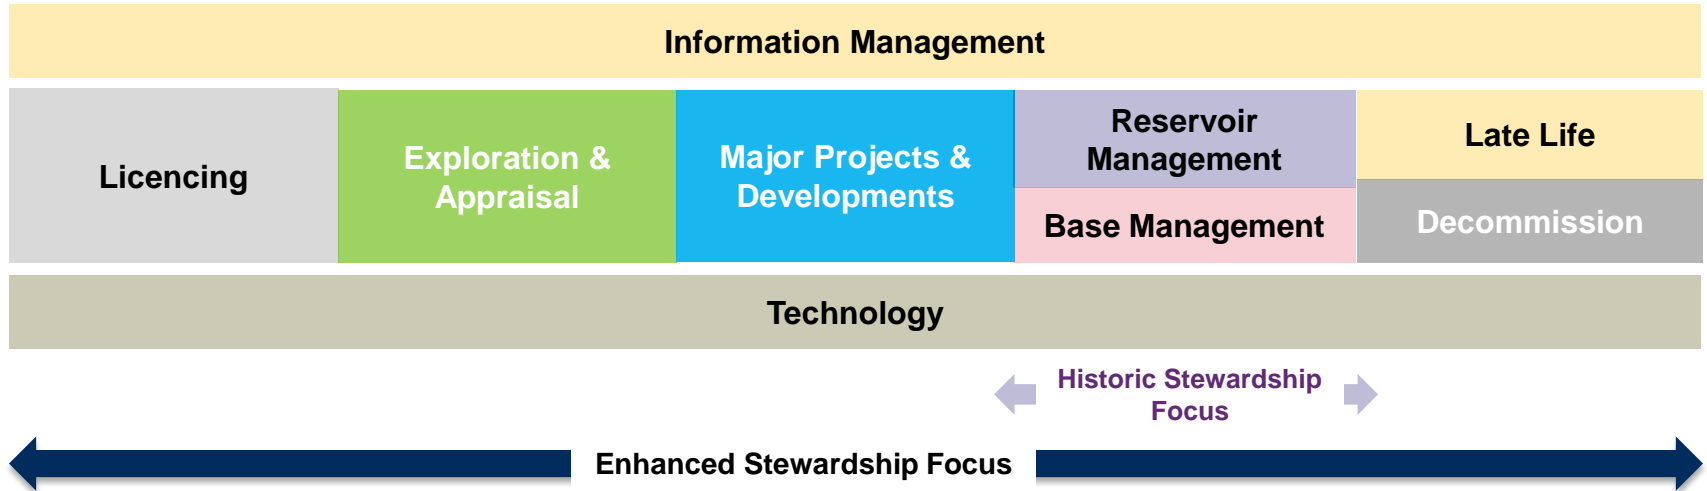 Information Management
Licencing
Exploration &
Appraisal
Major Projects &
Developments
Reservoir
Management
Base Management
Late Life
Decommission
Technology
Historic Stewardship
Focus
Enhanced Stewardship Focus